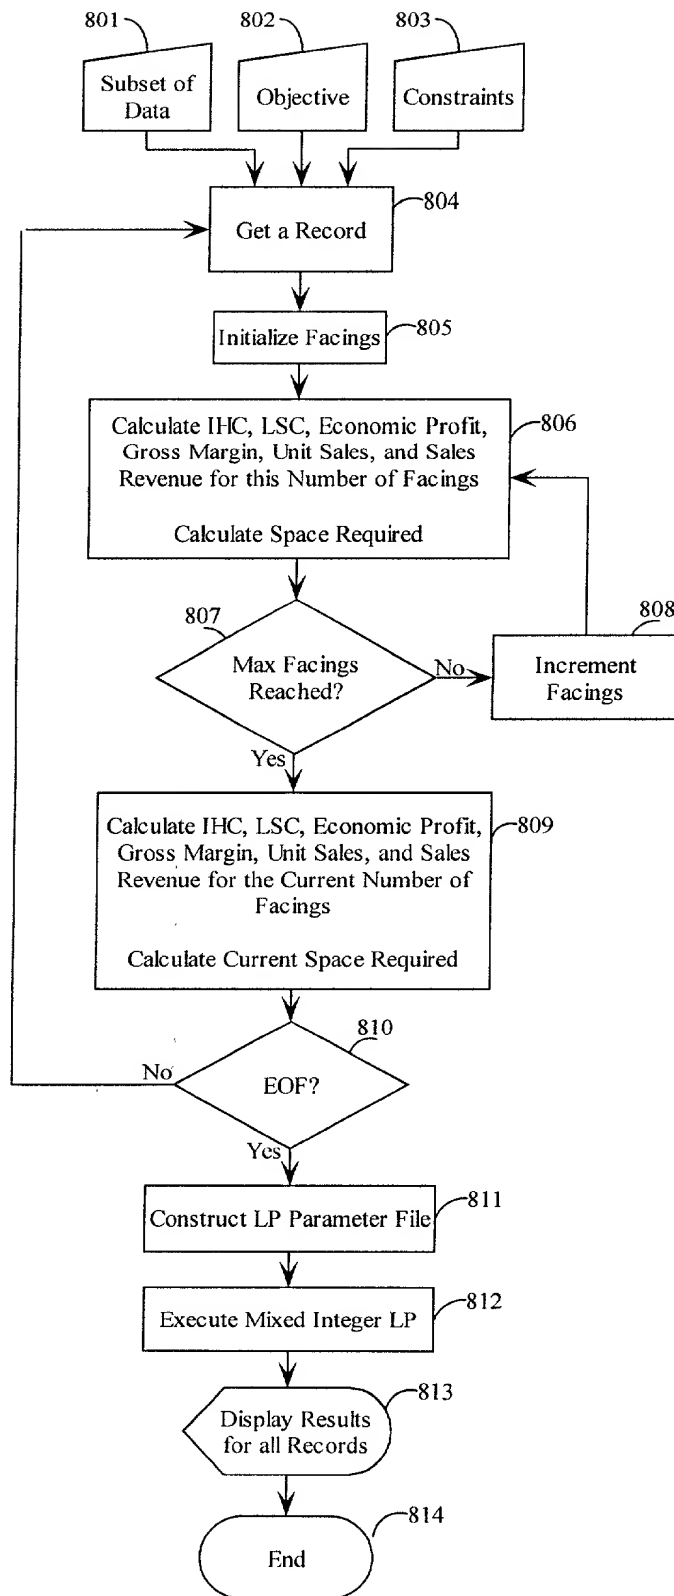 801
802
803
Subset of
Data
Objective
Constraints
804
Get a Record
Initialize Facings
805
Calculate IHC, LSC, Economic Profit,
Gross Margin, Unit Sales, and Sales
Revenue for this Number of Facings
Calculate Space Required
806
807
Max Facings
Reached?
No
808
Increment
Facings
Yes
Calculate IHC, LSC, Economic Profit,
Gross Margin, Unit Sales, and Sales
Revenue for the Current Number of
Facings
Calculate Current Space Required
809
810
No
EOF?
Yes
Construct LP Parameter File
811
Execute Mixed Integer LP
812
813
Display Results
for all Records
814
End